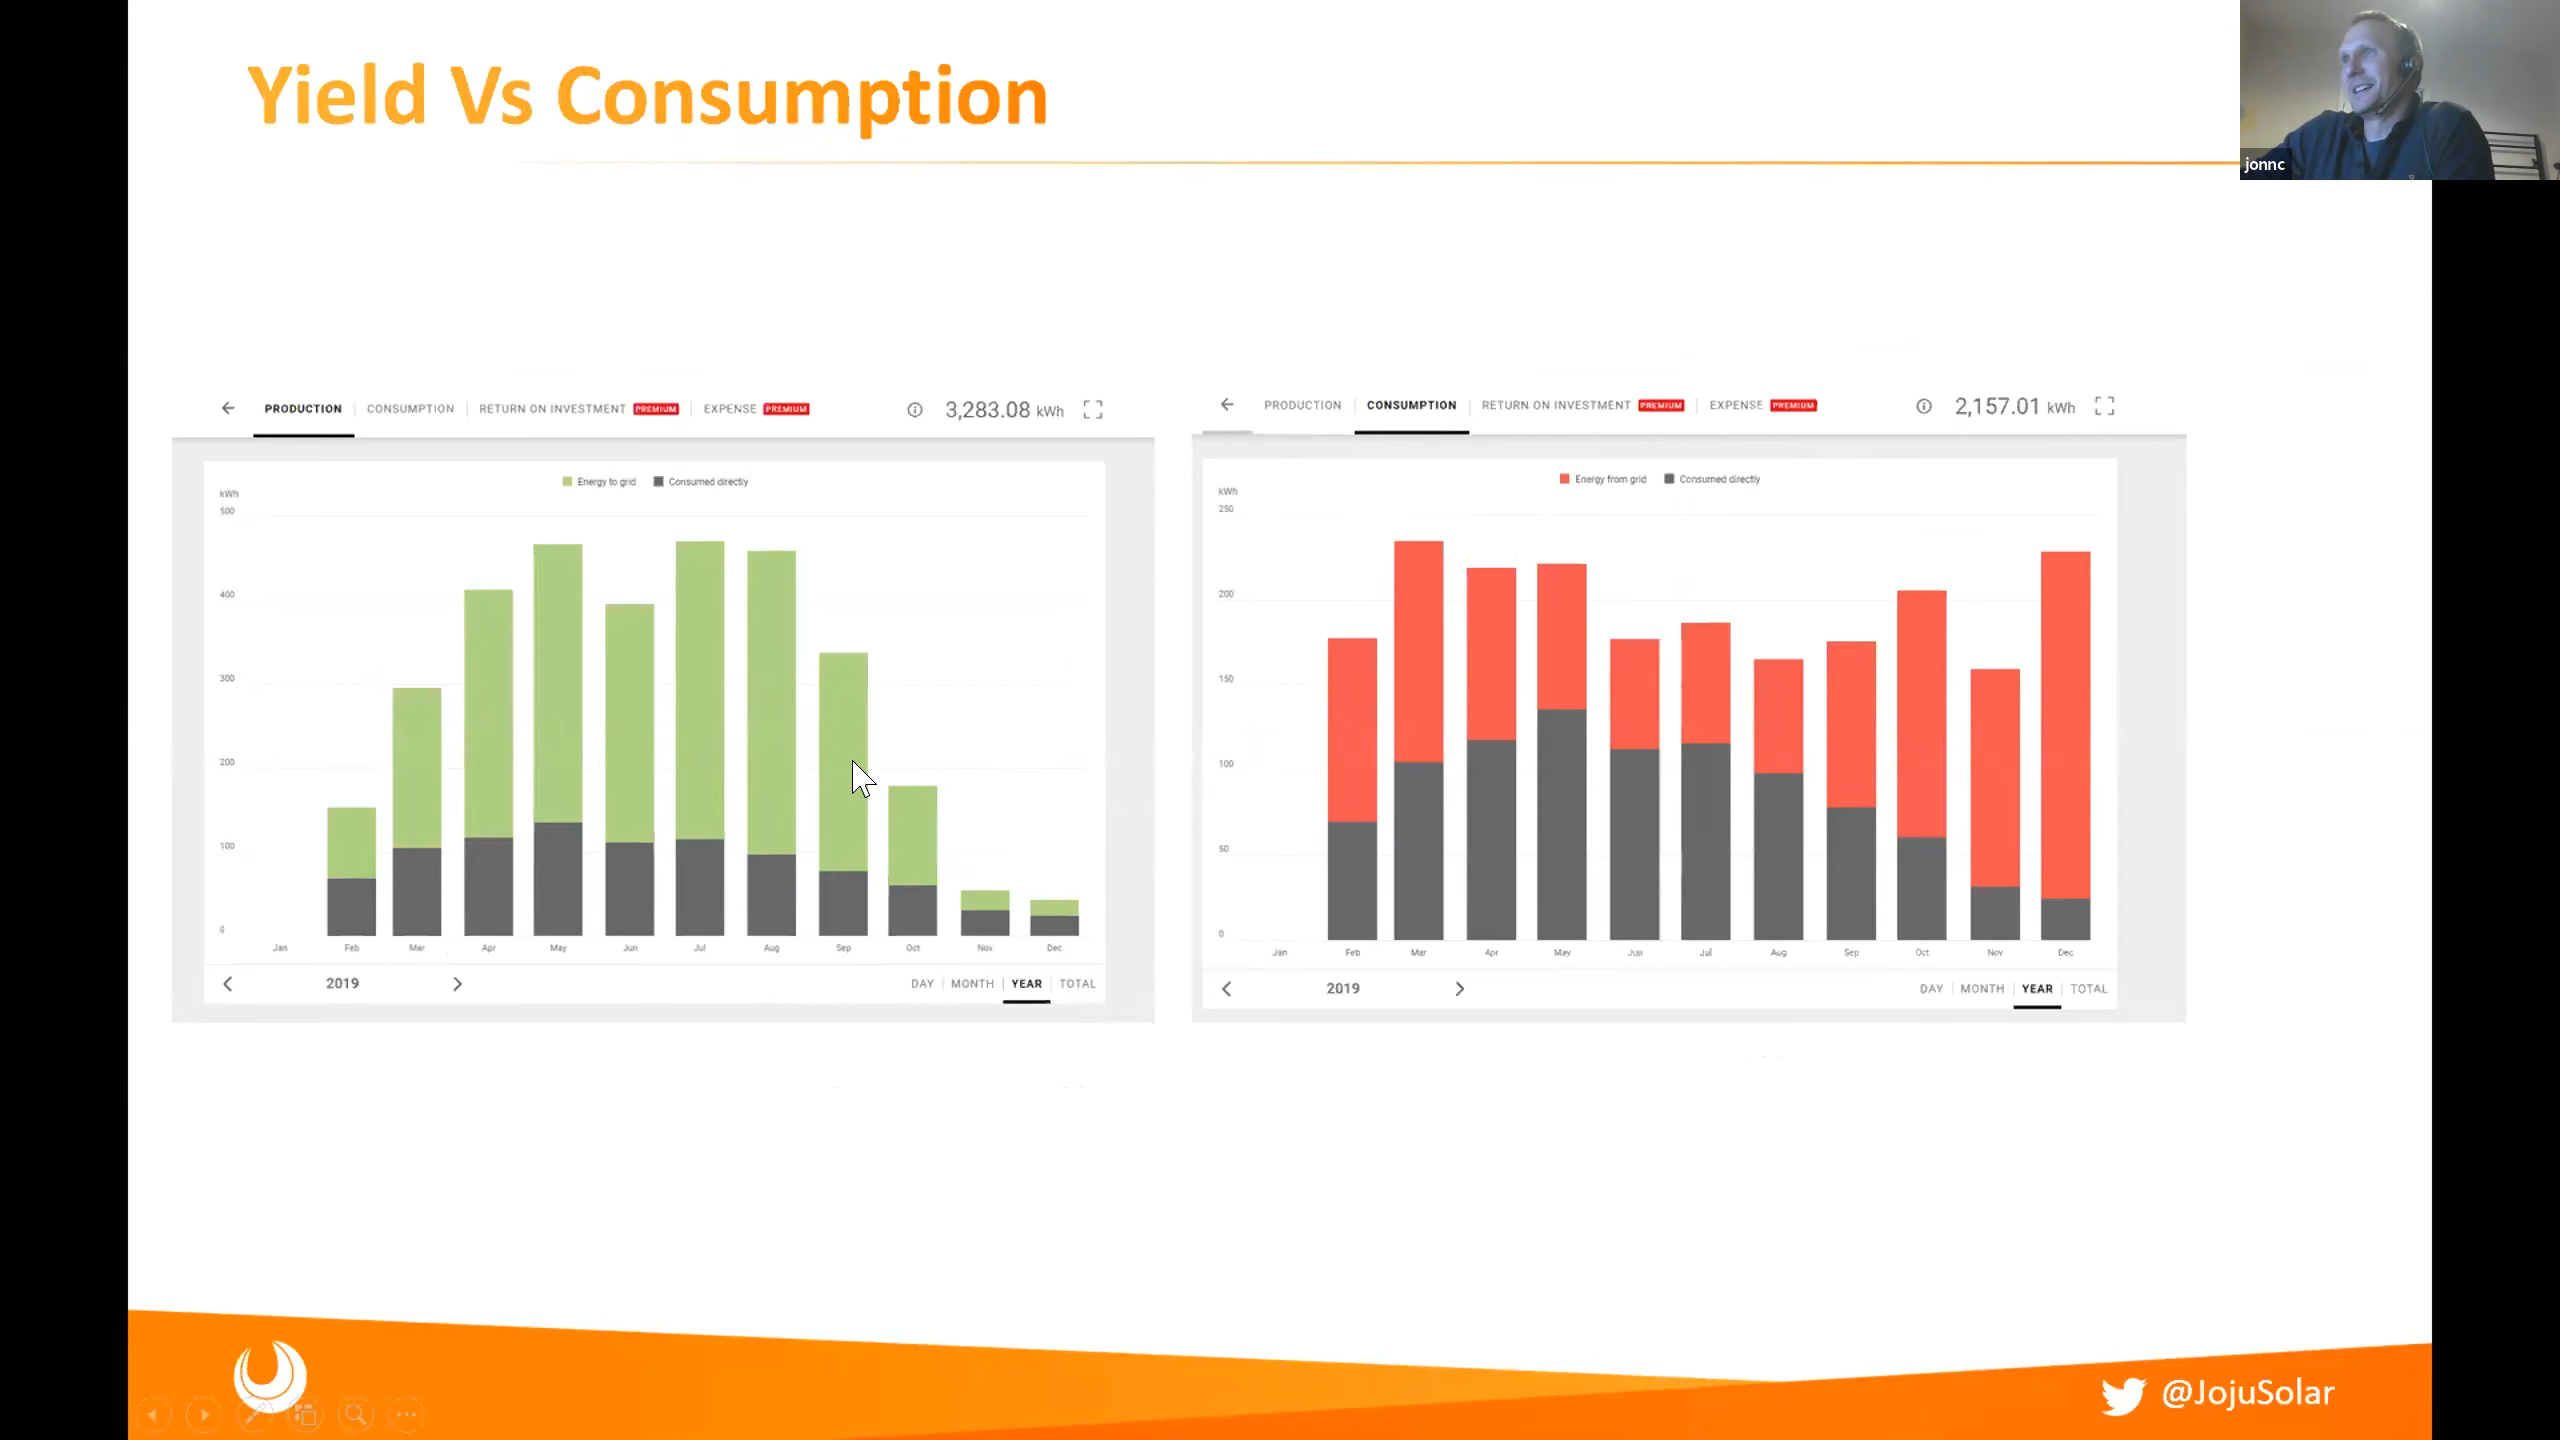 Yield Vs Consumption
jonnc
PRODUCTION CONSUMPTION RETURN ON INVESTMENT PREMIUM EXPENSE PREMIUM 3,283.08 kWh
Energy to grid Consumed directly
kWh
500
400
300
200
100
0
Jan Feb Mar Apr May Jun Jul Aug Sep Oct Nov Dec
2019 DAY MONTH YEAR TOTAL
PRODUCTION CONSUMPTION RETURN ON INVESTMENT PREMIUM EXPENSE PREMIUM 2,157.01 kWh
Energy from grid Consumed directly
kWh
250
200
150
100
50
0
Jan Feb Mar Apr May Jun Jul Aug Sep Oct Nov Dec
2019 DAY MONTH YEAR TOTAL
@JojuSolar